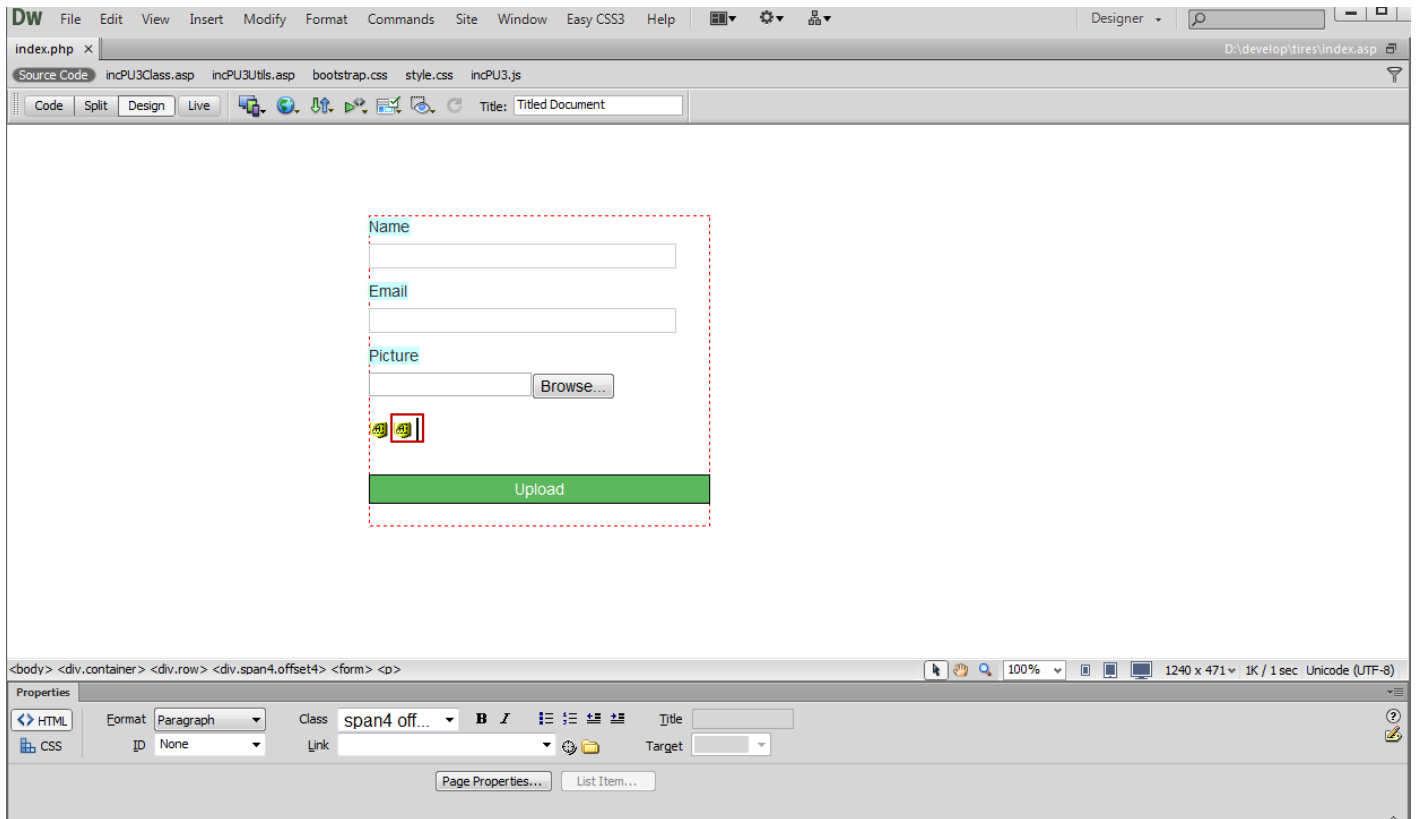 DW File Edit View Insert Modify Format Commands Site Window Easy CSS3 Help Designer
index.php × D:\develop\tires\index.asp
Source Code incPU3Class.asp incPU3Utils.asp bootstrap.css style.css incPU3.js
Code Split Design Live Title: Titled Document
Name
Email
Picture
Browse...
Upload
<body> <div.container> <div.row> <div.span4.offset4> <form> <p> 100% 1240 x 471 1K / 1 sec Unicode (UTF-8)
Properties
<> HTML Format Paragraph Class span4 off... B I Title
CSS ID None Link Target
Page Properties... List Item...